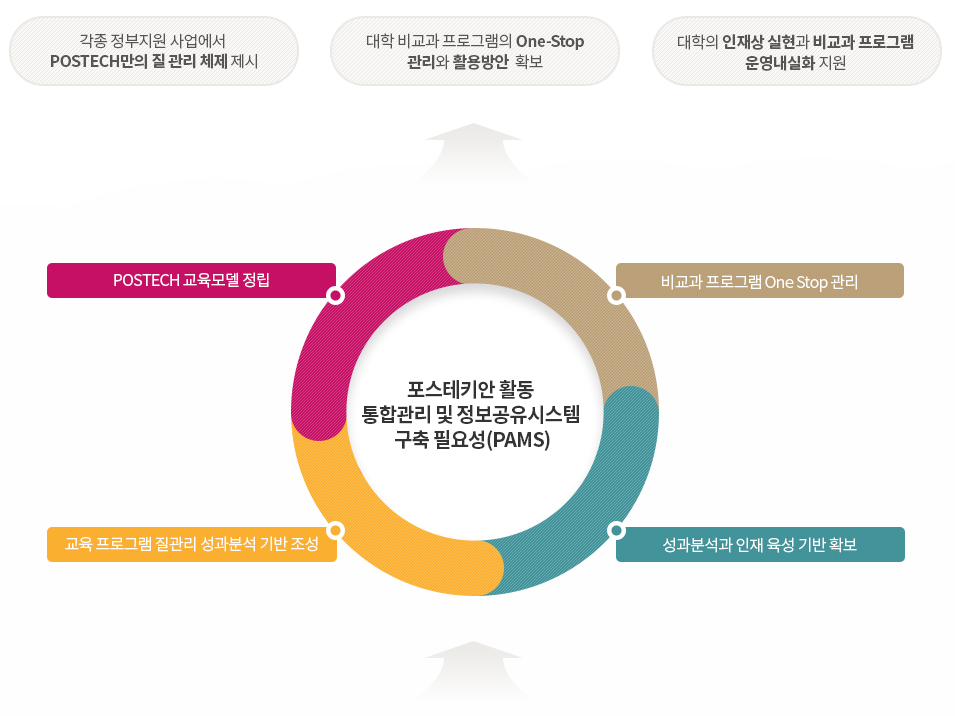 각종 정부지원 사업에서
POSTECH만의 질 관리 체제 제시
대학 비교과 프로그램의 One-Stop
관리와 활용방안 확보
대학의 인재상 실현과 비교과 프로그램
운영내실화 지원
POSTECH 교육모델 정립
비교과 프로그램 One Stop 관리
포스테키안 활동
통합관리 및 정보공유시스템
구축 필요성(PAMS)
교육 프로그램 질관리 성과분석 기반 조성
성과분석과 인재 육성 기반 확보